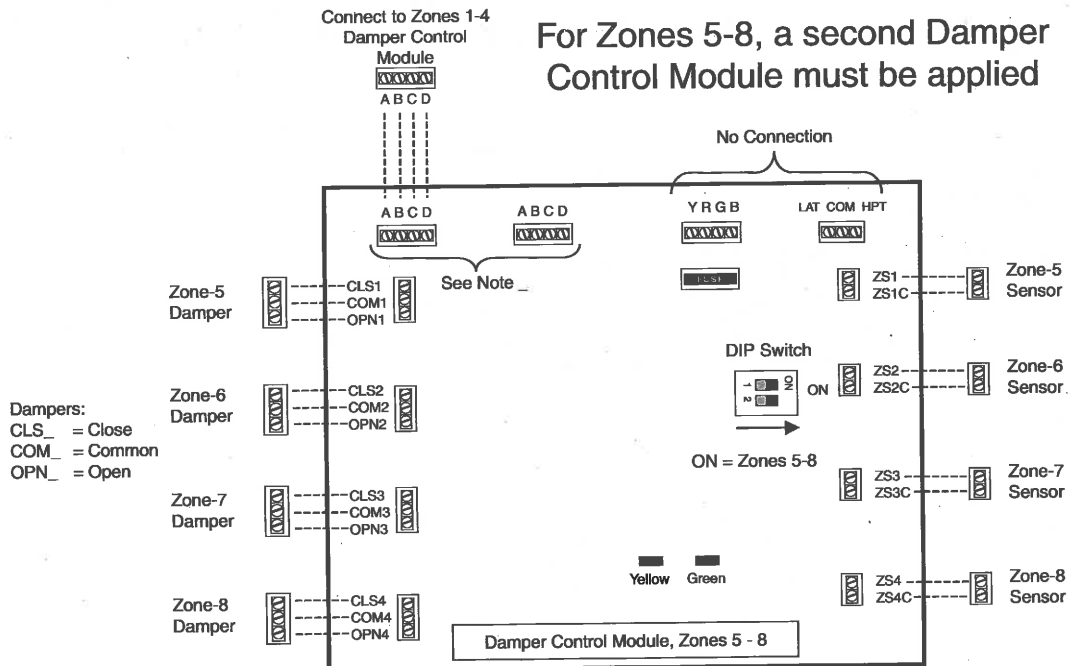 Connect to Zones 1-4
Damper Control
Module
For Zones 5-8, a second Damper
Control Module must be applied
A B C D
No Connection
A B C D
A B C D
Y R G B
LAT COM HPT
See Note _
FUSE
Zone-5
Damper
CLS1
COM1
OPN1
ZS1
ZS1C
Zone-5
Sensor
DIP Switch
1
2
ON
ON
ON = Zones 5-8
Zone-6
Damper
CLS2
COM2
OPN2
ZS2
ZS2C
Zone-6
Sensor
Dampers:
CLS_ = Close
COM_ = Common
OPN_ = Open
Zone-7
Damper
CLS3
COM3
OPN3
ZS3
ZS3C
Zone-7
Sensor
Yellow Green
Zone-8
Damper
CLS4
COM4
OPN4
ZS4
ZS4C
Zone-8
Sensor
Damper Control Module, Zones 5 - 8